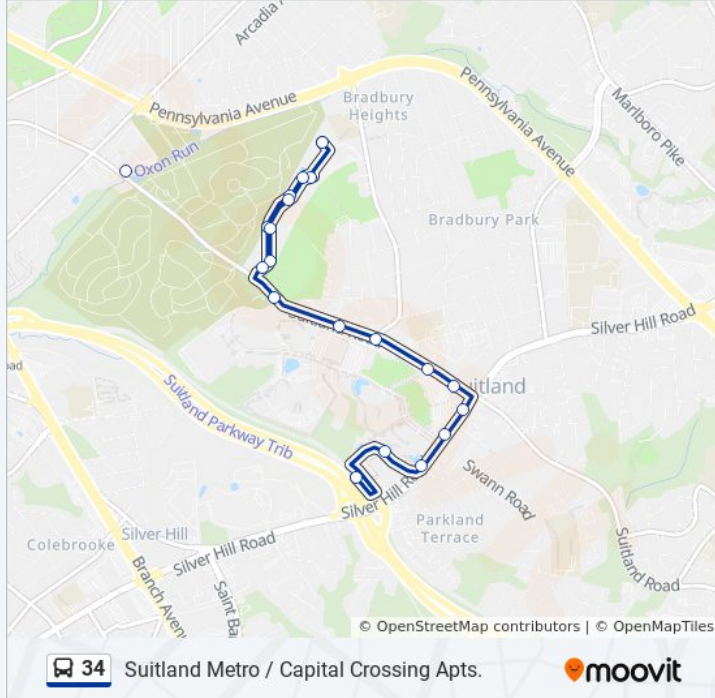 Arcadia A
Pennsylvania Avenue
Bradbury
Heights
Pennsylvania Avenue
Marlboro Pike
Oxon Run
Bradbury Park
Silver Hill Road
uitland
oad
Suitland Parkway Trib
Swann Road
Silver Hill Ro
Parkland
Terrace
Silver Hill
Colebrooke
Silver Hill Road
Suitland Road
Branch Avenu
Saint Ba
© OpenStreetMap contributors | © OpenMapTiles
34 Suitland Metro / Capital Crossing Apts.
moovit